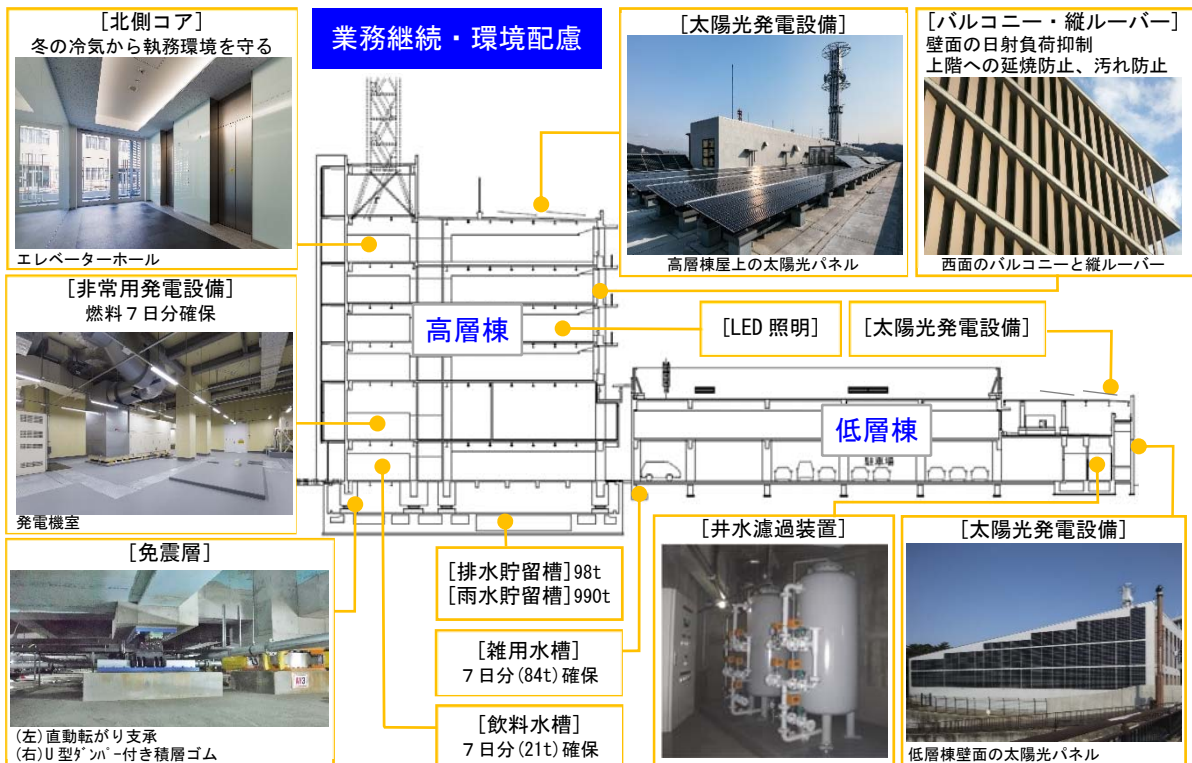 [北側コア]
冬の冷気から執務環境を守る
エレベーターホール
業務継続・環境配慮
[太陽光発電設備]
高層棟屋上の太陽光パネル
[バルコニー・縦ルーバー]
壁面の日射負荷抑制
上階への延焼防止、汚れ防止
西面のバルコニーと縦ルーバー
[非常用発電設備]
燃料７日分確保
発電機室
高層棟
[LED 照明]
[太陽光発電設備]
低層棟
駐車場
[免震層]
(左)直動転がり支承
(右)U型ﾀﾞﾝﾊﾟｰ付き積層ゴム
[排水貯留槽]98t
[雨水貯留槽]990t
[雑用水槽]
７日分(84t)確保
[飲料水槽]
７日分(21t)確保
[井水濾過装置]
[太陽光発電設備]
低層棟壁面の太陽光パネル